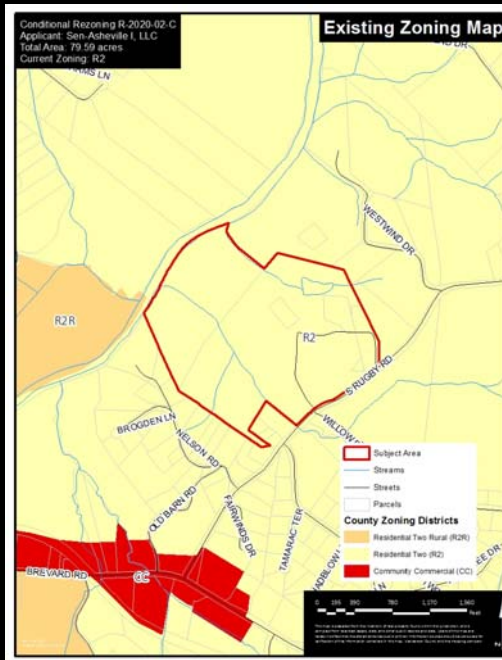 Conditional Rezoning R-2020-02-C
Applicant: Sen-Asheville I, LLC
Total Area: 79.59 acres
Current Zoning: R2
Existing Zoning Map
WESTWIND DR
R2R
R2
S RUGBY RD
BROGDEN LN
NELSON RD
OLD BARN RD
FAIRWINDS DR
TAMARAC TER
BREVARD RD
CC
Subject Area
Streams
Streets
Parcels
County Zoning Districts
Residential Two Rural (R2R)
Residential Two (R2)
Community Commercial (CC)
0 195 390 780 1,170 1,560
Feet